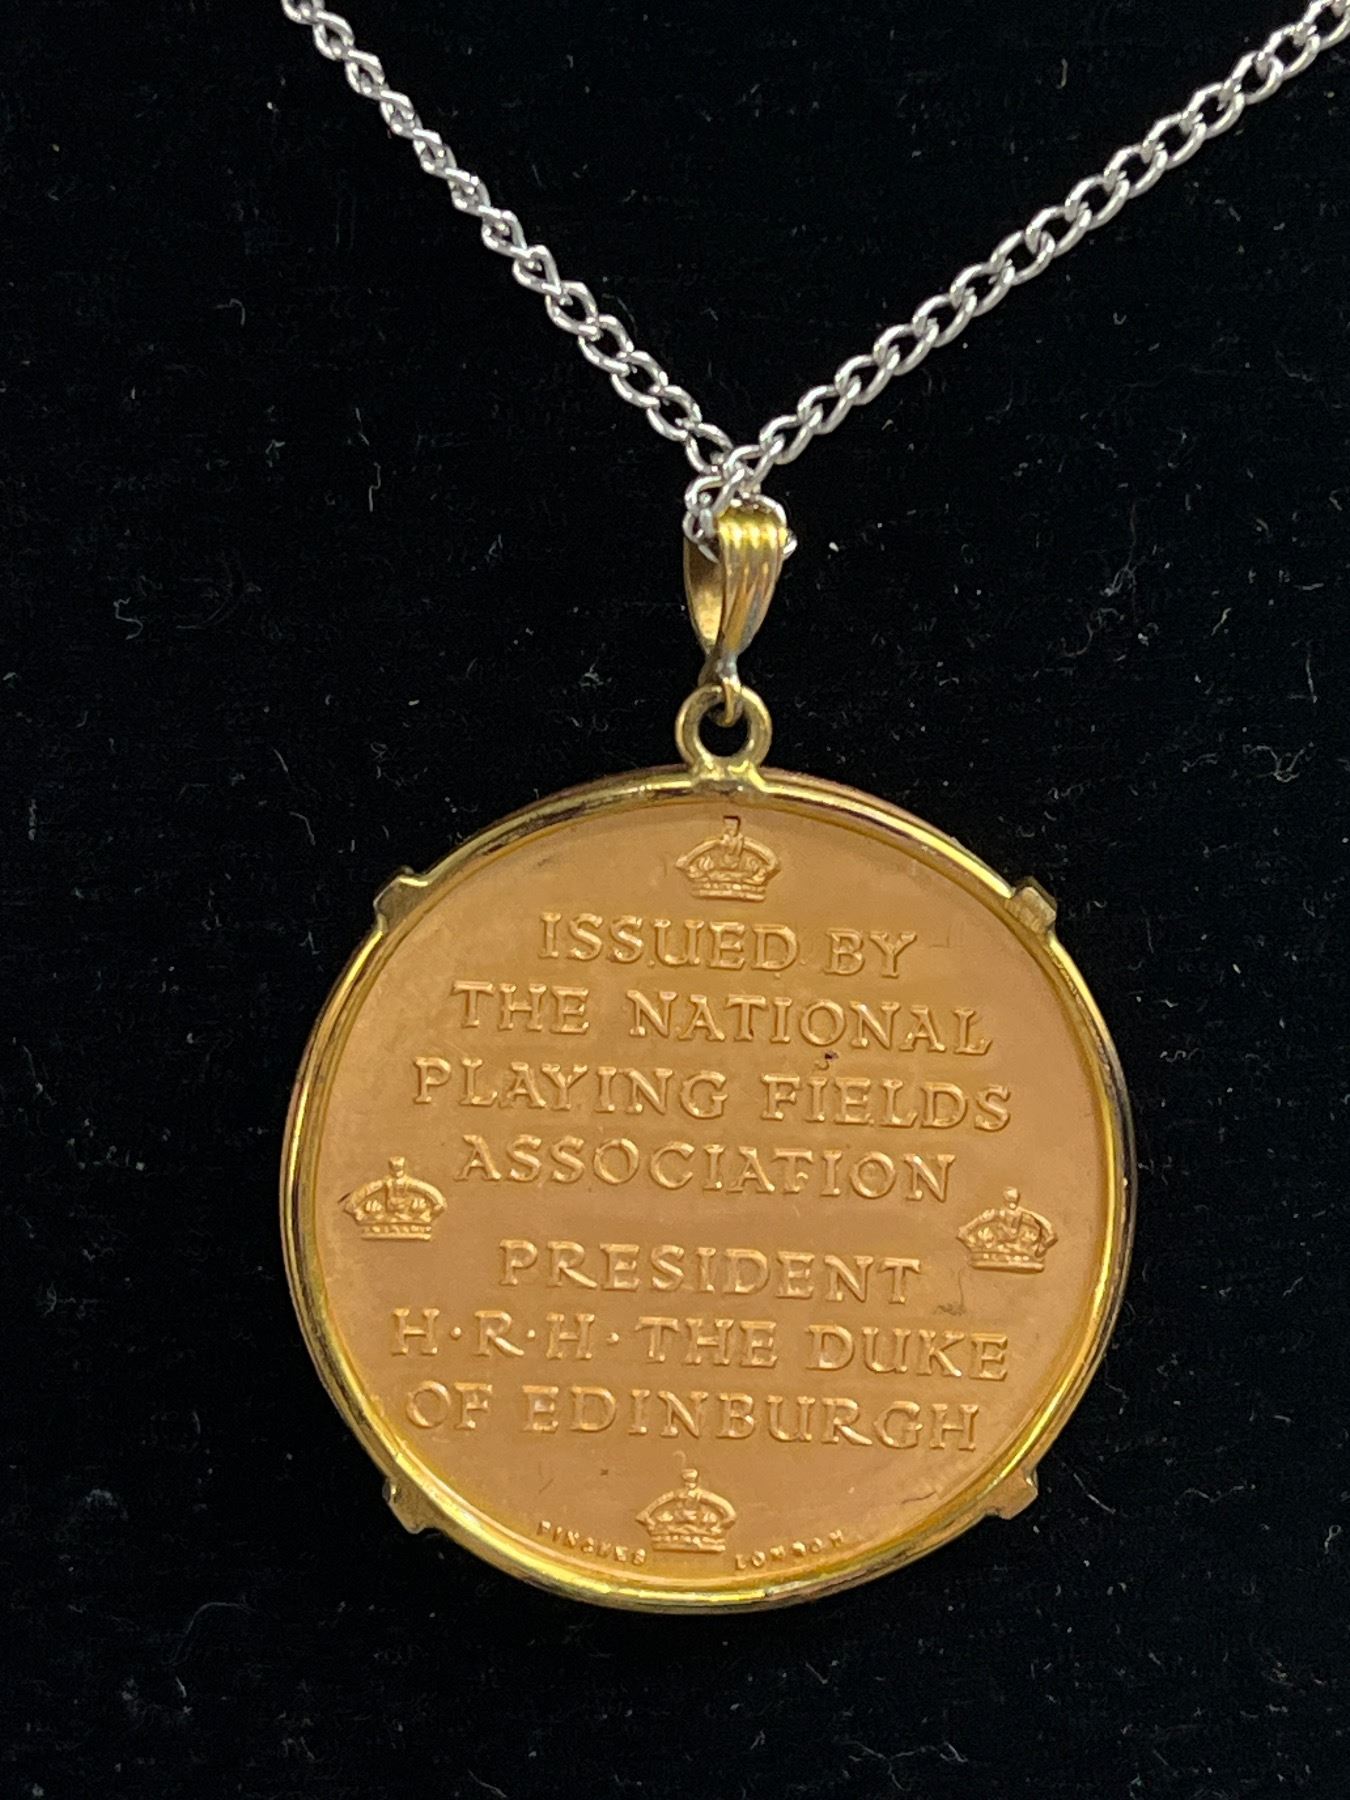 ISSUED BY
THE NATIONAL
PLAYING FIELDS
ASSOCIATION
PRESIDENT
H·R·H·THE DUKE
OF EDINBURGH
PINCHES LONDON